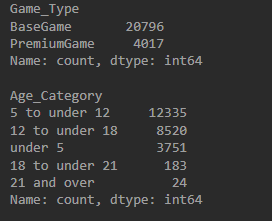 Game_Type
BaseGame 20796
PremiumGame 4017
Name: count, dtype: int64
Age_Category
5 to under 12 12335
12 to under 18 8520
under 5 3751
18 to under 21 183
21 and over 24
Name: count, dtype: int64